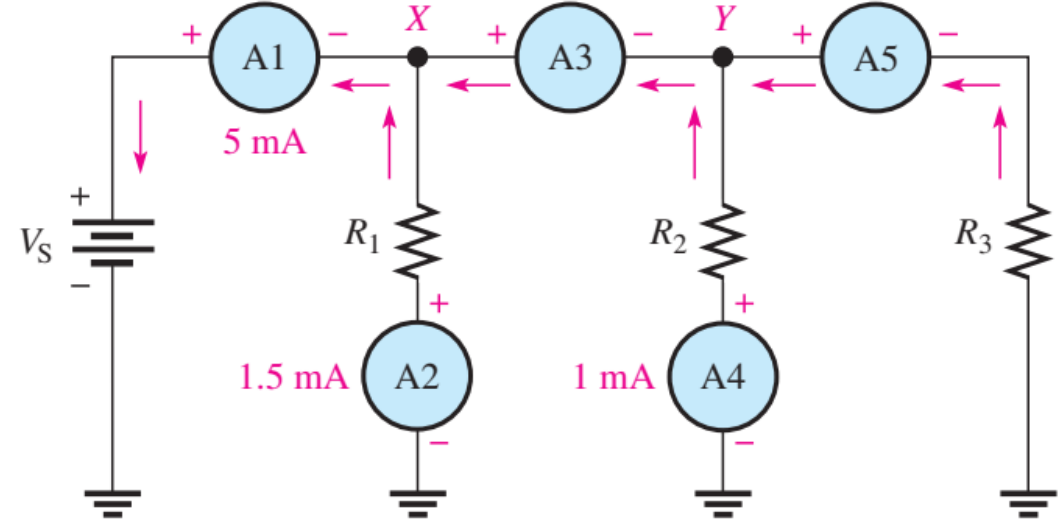 X Y
+ A1 − + A3 − + A5 −
5 mA
+
V_S R_1 R_2 R_3
−
+ +
1.5 mA A2 1 mA A4
− −